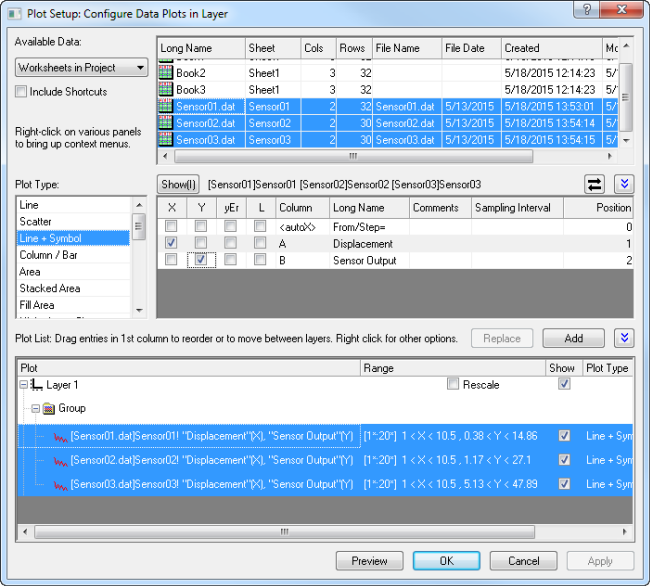 Plot Setup: Configure Data Plots in Layer
Available Data:
Worksheets in Project
Include Shortcuts
Right-click on various panels
to bring up context menus.
Long Name Sheet Cols Rows File Name File Date Created
Book2 Sheet1 3 32 5/18/2015 12:14:23 5/
Book3 Sheet1 3 32 5/18/2015 12:14:23 5/
Sensor01.dat Sensor01 2 32 Sensor01.dat 5/13/2015 5/18/2015 13:53:01 5/
Sensor02.dat Sensor02 2 30 Sensor02.dat 5/13/2015 5/18/2015 13:54:14 5/
Sensor03.dat Sensor03 2 30 Sensor03.dat 5/13/2015 5/18/2015 13:54:15 5/
Plot Type:
Line
Scatter
Line + Symbol
Column / Bar
Area
Stacked Area
Fill Area
Show(I) [Sensor01]Sensor01 [Sensor02]Sensor02 [Sensor03]Sensor03
X Y yEr L Column Long Name Comments Sampling Interval Position
<autoX> From/Step= 0
A Displacement 1
B Sensor Output 2
Plot List: Drag entries in 1st column to reorder or to move between layers. Right click for other options.
Replace
Add
Plot Range Show Plot Type
Layer 1 Rescale
Group
[Sensor01.dat]Sensor01! "Displacement"(X), "Sensor Output"(Y) [1*:20*] 1 < X < 10.5 , 0.38 < Y < 14.86 Line + Sym
[Sensor02.dat]Sensor02! "Displacement"(X), "Sensor Output"(Y) [1*:20*] 1 < X < 10.5 , 1.17 < Y < 27.1 Line + Sym
[Sensor03.dat]Sensor03! "Displacement"(X), "Sensor Output"(Y) [1*:20*] 1 < X < 10.5 , 5.13 < Y < 47.89 Line + Sym
Preview
OK
Cancel
Apply